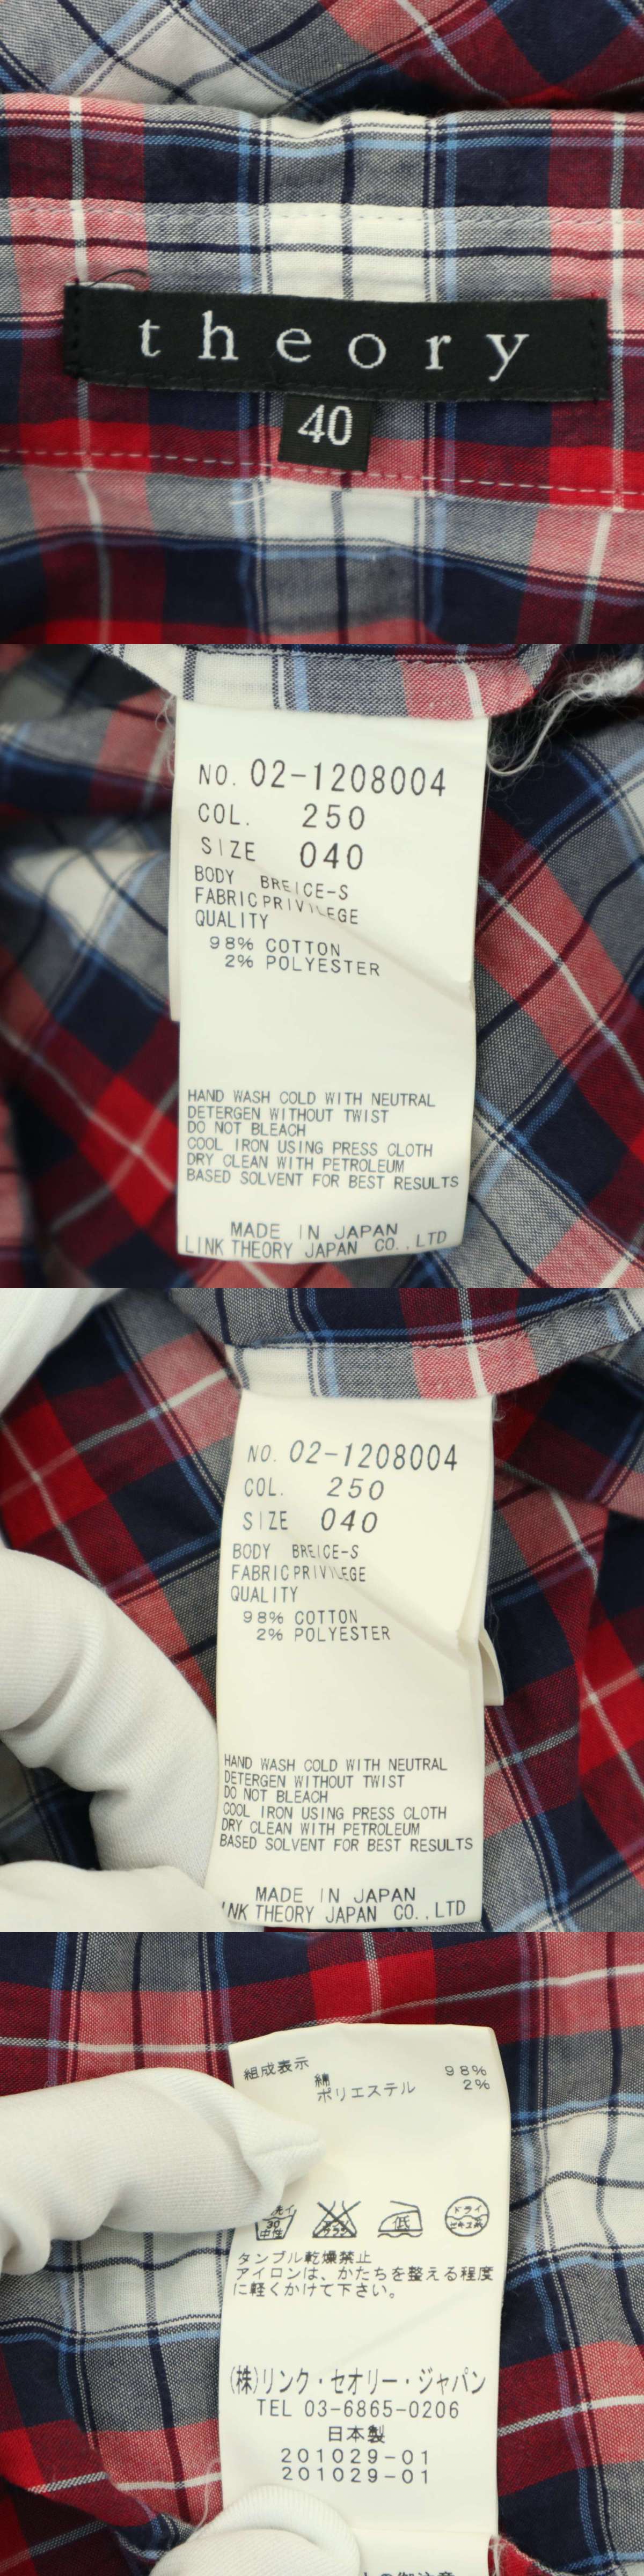 theory
40
NO. 02-1208004
COL. 250
SIZE 040
BODY BREICE-S
FABRIC PRIVILEGE
QUALITY
98% COTTON
2% POLYESTER
HAND WASH COLD WITH NEUTRAL
DETERGEN WITHOUT TWIST
DO NOT BLEACH
COOL IRON USING PRESS CLOTH
DRY CLEAN WITH PETROLEUM
BASED SOLVENT FOR BEST RESULTS
MADE IN JAPAN
LINK THEORY JAPAN CO.,LTD
NO. 02-1208004
COL. 250
SIZE 040
BODY BREICE-S
FABRIC PRIVILEGE
QUALITY
98% COTTON
2% POLYESTER
HAND WASH COLD WITH NEUTRAL
DETERGEN WITHOUT TWIST
DO NOT BLEACH
COOL IRON USING PRESS CLOTH
DRY CLEAN WITH PETROLEUM
BASED SOLVENT FOR BEST RESULTS
MADE IN JAPAN
INK THEORY JAPAN CO.,LTD
組成表示
綿 98%
ポリエステル 2%
30 中性 低 ドライ
タンブル乾燥禁止
アイロンは、かたちを整える程度
に軽くかけて下さい。
(株)リンク・セオリー・ジャパン
TEL 03-6865-0206
日本製
201029-01
201029-01